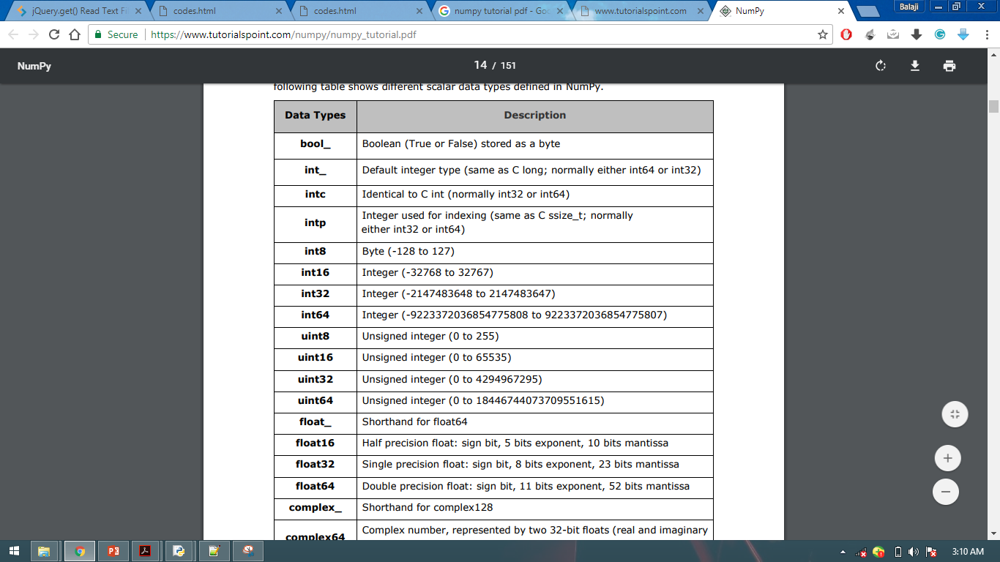 jQuery.get() Read Text Fi
codes.html
codes.html
numpy tutorial pdf - Goo
www.tutorialspoint.com
NumPy
Balaji
Secure
https://www.tutorialspoint.com/numpy/numpy_tutorial.pdf
NumPy
14 / 151
following table shows different scalar data types defined in NumPy.
Data Types Description
bool_ Boolean (True or False) stored as a byte
int_ Default integer type (same as C long; normally either int64 or int32)
intc Identical to C int (normally int32 or int64)
intp Integer used for indexing (same as C ssize_t; normally
either int32 or int64)
int8 Byte (-128 to 127)
int16 Integer (-32768 to 32767)
int32 Integer (-2147483648 to 2147483647)
int64 Integer (-9223372036854775808 to 9223372036854775807)
uint8 Unsigned integer (0 to 255)
uint16 Unsigned integer (0 to 65535)
uint32 Unsigned integer (0 to 4294967295)
uint64 Unsigned integer (0 to 18446744073709551615)
float_ Shorthand for float64
float16 Half precision float: sign bit, 5 bits exponent, 10 bits mantissa
float32 Single precision float: sign bit, 8 bits exponent, 23 bits mantissa
float64 Double precision float: sign bit, 11 bits exponent, 52 bits mantissa
complex_ Shorthand for complex128
complex64 Complex number, represented by two 32-bit floats (real and imaginary
3:10 AM